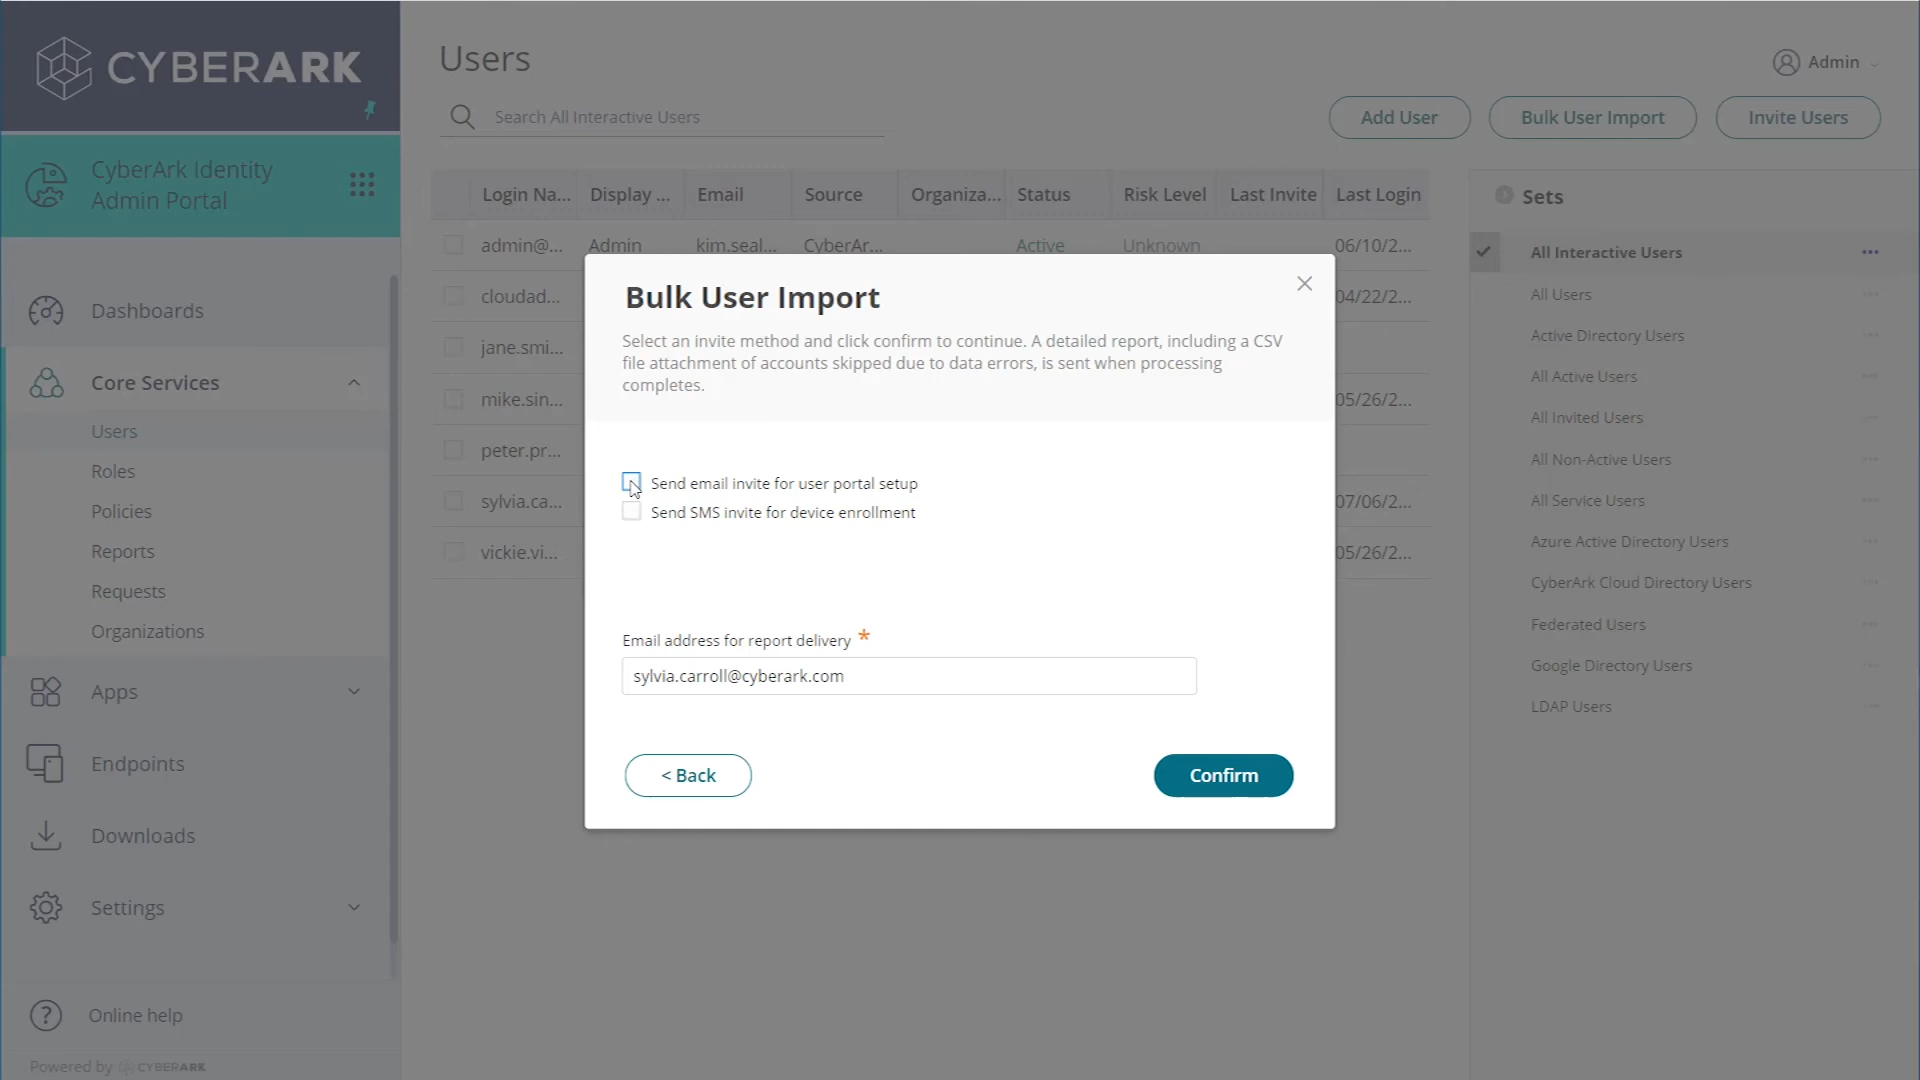 CYBERARK
CyberArk Identity
Admin Portal
Dashboards
Core Services
Users
Roles
Policies
Reports
Requests
Organizations
Apps
Endpoints
Downloads
Settings
Online help
Powered by CYBERARK
Users
Admin
Search All Interactive Users
Add User
Bulk User Import
Invite Users
Login Na... Display ... Email Source Organiza... Status Risk Level Last Invite Last Login
admin@... Admin kim.seal... CyberAr... Active Unknown 06/10/2...
cloudad... 04/22/2...
jane.smi...
mike.sin... 05/26/2...
peter.pr...
sylvia.ca... 07/06/2...
vickie.vi... 05/26/2...
Bulk User Import
Select an invite method and click confirm to continue. A detailed report, including a CSV
file attachment of accounts skipped due to data errors, is sent when processing
completes.
Send email invite for user portal setup
Send SMS invite for device enrollment
Email address for report delivery *
sylvia.carroll@cyberark.com
< Back
Confirm
Sets
All Interactive Users
All Users
Active Directory Users
All Active Users
All Invited Users
All Non-Active Users
All Service Users
Azure Active Directory Users
CyberArk Cloud Directory Users
Federated Users
Google Directory Users
LDAP Users